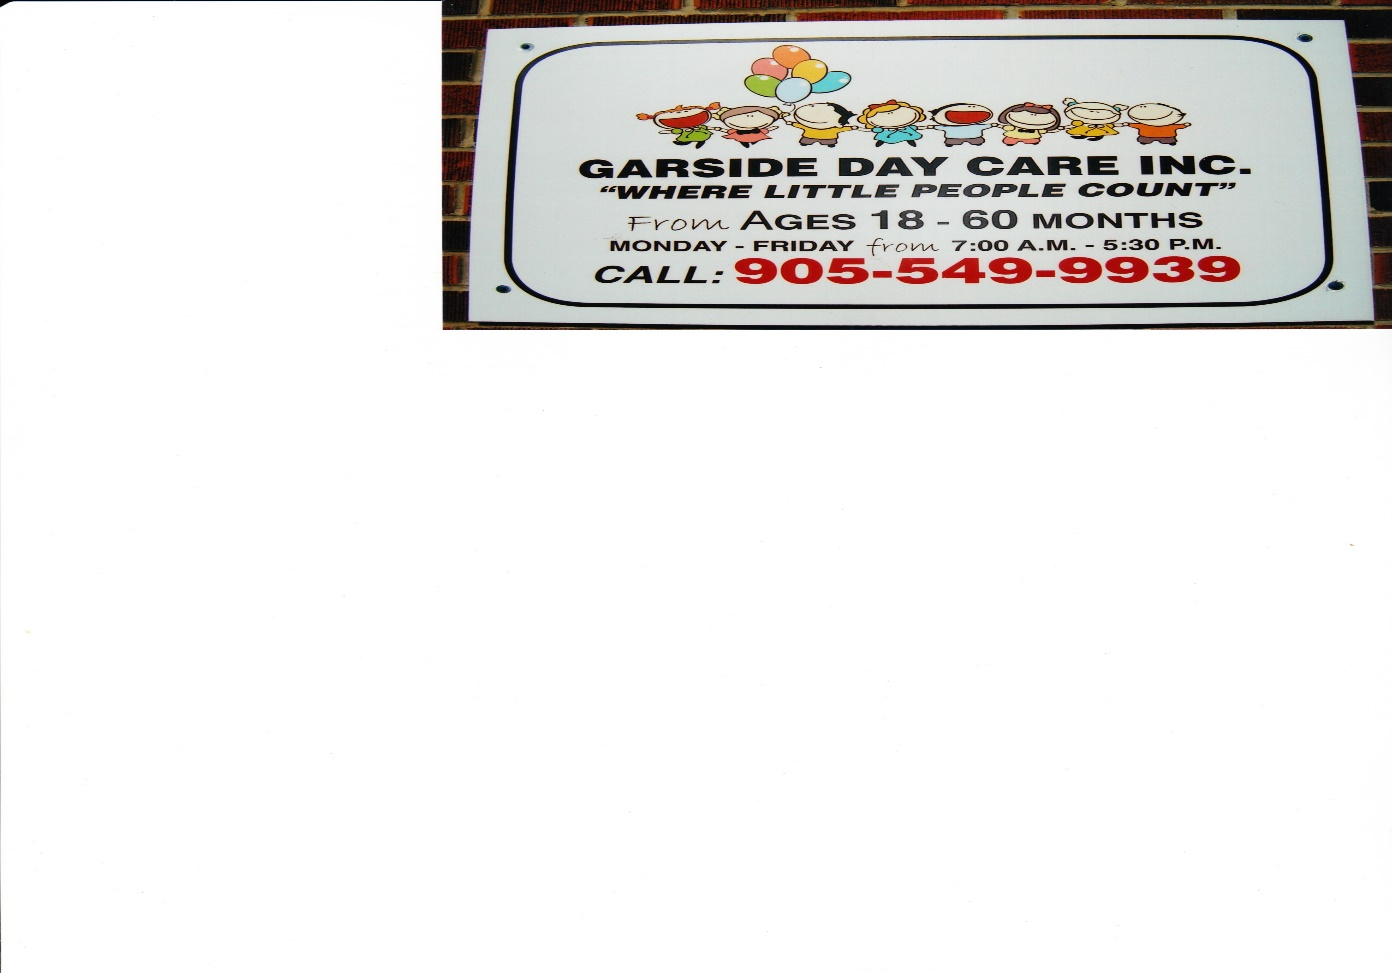 GARSIDE DAY CARE INC.
“WHERE LITTLE PEOPLE COUNT”
From AGES 18 - 60 MONTHS
MONDAY - FRIDAY from 7:00 A.M. - 5:30 P.M.
CALL: 905-549-9939